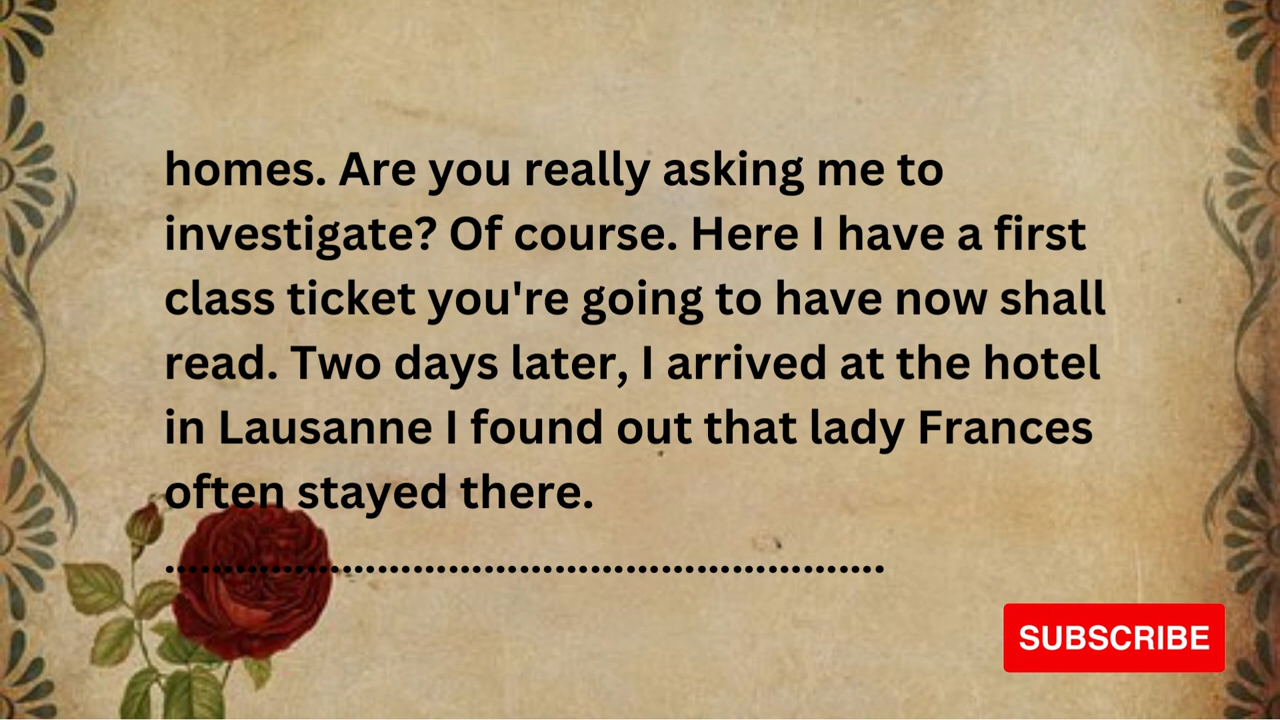 homes. Are you really asking me to
investigate? Of course. Here I have a first
class ticket you're going to have now shall
read. Two days later, I arrived at the hotel
in Lausanne I found out that lady Frances
often stayed there.
.............................................................
SUBSCRIBE